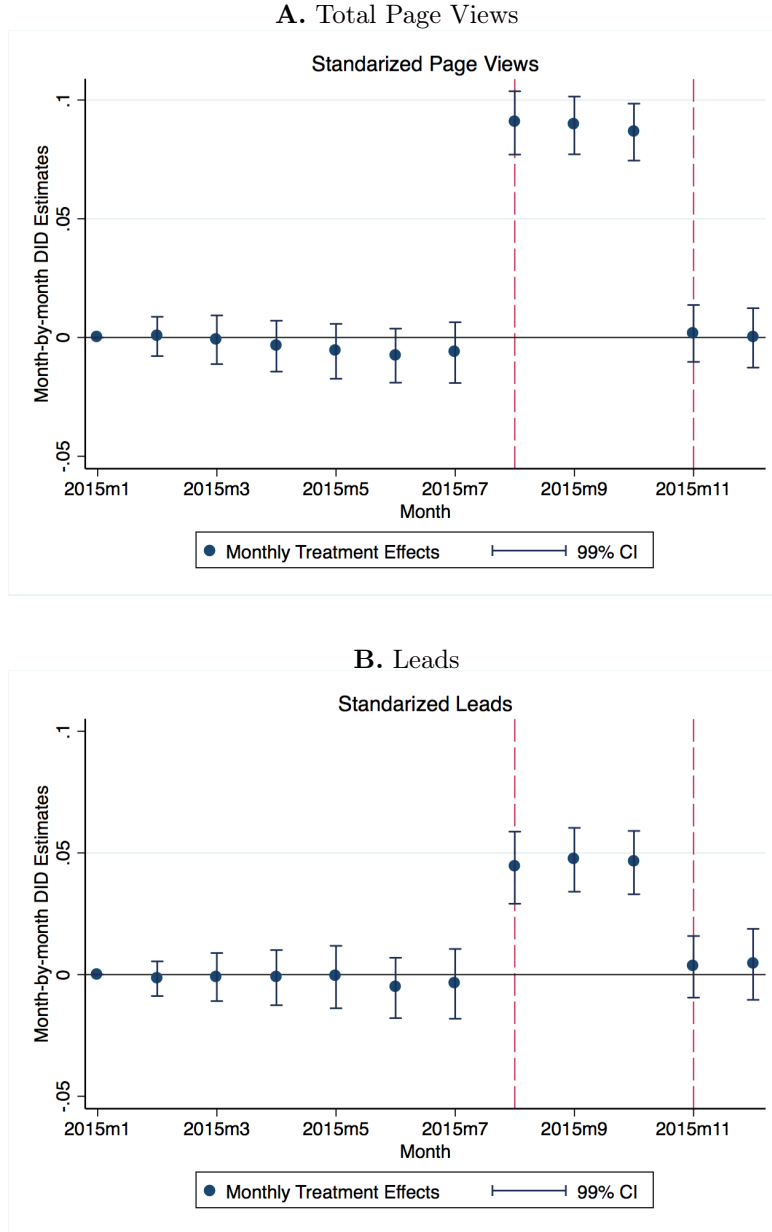 A. Total Page Views
Standarized Page Views
Month-by-month DID Estimates
.1
.05
0
-.05
2015m1 2015m3 2015m5 2015m7 2015m9 2015m11
Month
Monthly Treatment Effects 99% CI
B. Leads
Standarized Leads
Month-by-month DID Estimates
.1
.05
0
-.05
2015m1 2015m3 2015m5 2015m7 2015m9 2015m11
Month
Monthly Treatment Effects 99% CI